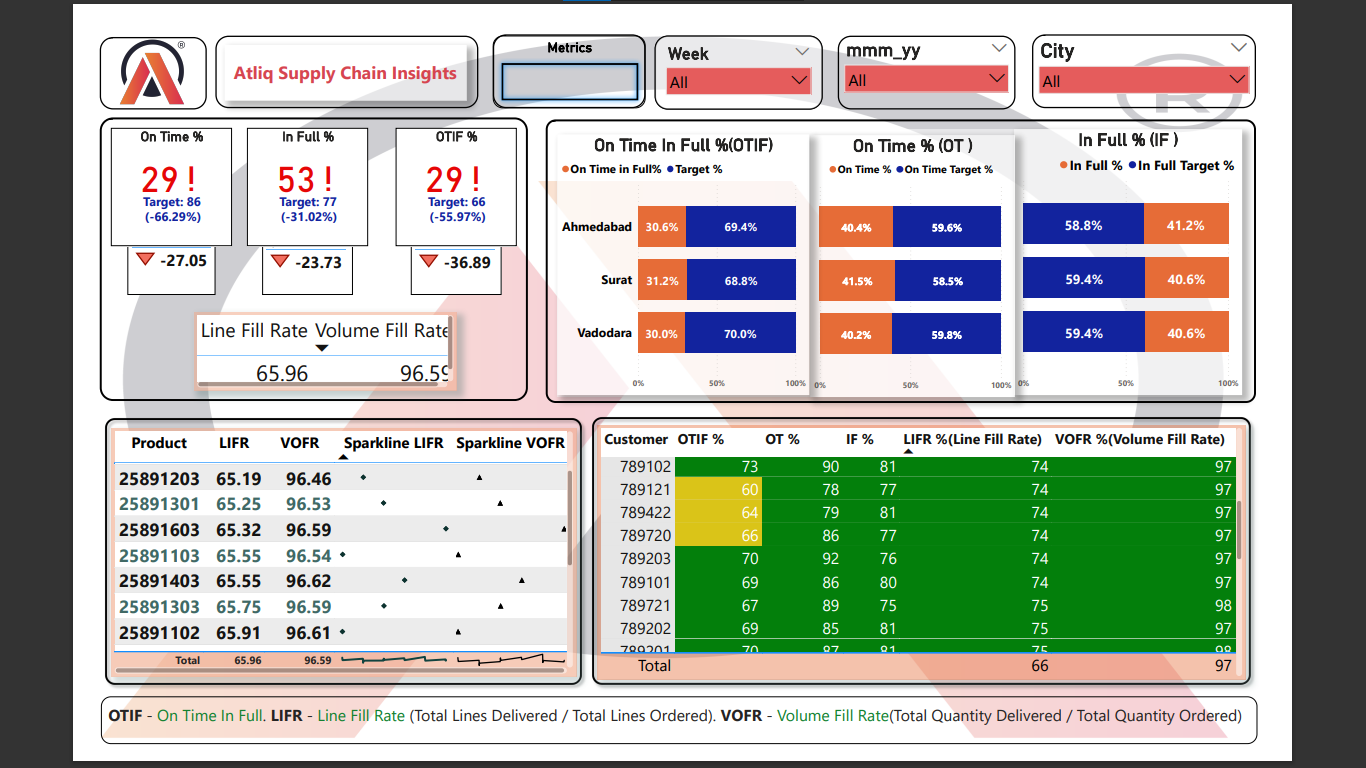 ®
Atliq Supply Chain Insights
Metrics
Week
All
mmm_yy
All
City
All
On Time %
29!
Target: 86
(-66.29%)
-27.05
In Full %
53!
Target: 77
(-31.02%)
-23.73
OTIF %
29!
Target: 66
(-55.97%)
-36.89
Line Fill Rate Volume Fill Rate
65.96 96.59
On Time In Full %(OTIF)
On Time in Full% Target %
Ahmedabad 30.6% 69.4%
Surat 31.2% 68.8%
Vadodara 30.0% 70.0%
0% 50% 100%
On Time % (OT )
On Time % On Time Target %
40.4% 59.6%
41.5% 58.5%
40.2% 59.8%
0% 50% 100%
In Full % (IF )
In Full % In Full Target %
58.8% 41.2%
59.4% 40.6%
59.4% 40.6%
0% 50% 100%
Product LIFR VOFR Sparkline LIFR Sparkline VOFR
25891203 65.19 96.46
25891301 65.25 96.53
25891603 65.32 96.59
25891103 65.55 96.54
25891403 65.55 96.62
25891303 65.75 96.59
25891102 65.91 96.61
Total 65.96 96.59
Customer OTIF % OT % IF % LIFR %(Line Fill Rate) VOFR %(Volume Fill Rate)
789102 73 90 81 74 97
789121 60 78 77 74 97
789422 64 79 81 74 97
789720 66 86 77 74 97
789203 70 92 76 74 97
789101 69 86 80 74 97
789721 67 89 75 75 98
789202 69 85 81 75 97
789201 70 87 81 75 98
Total 66 97
OTIF - On Time In Full. LIFR - Line Fill Rate (Total Lines Delivered / Total Lines Ordered). VOFR - Volume Fill Rate(Total Quantity Delivered / Total Quantity Ordered)